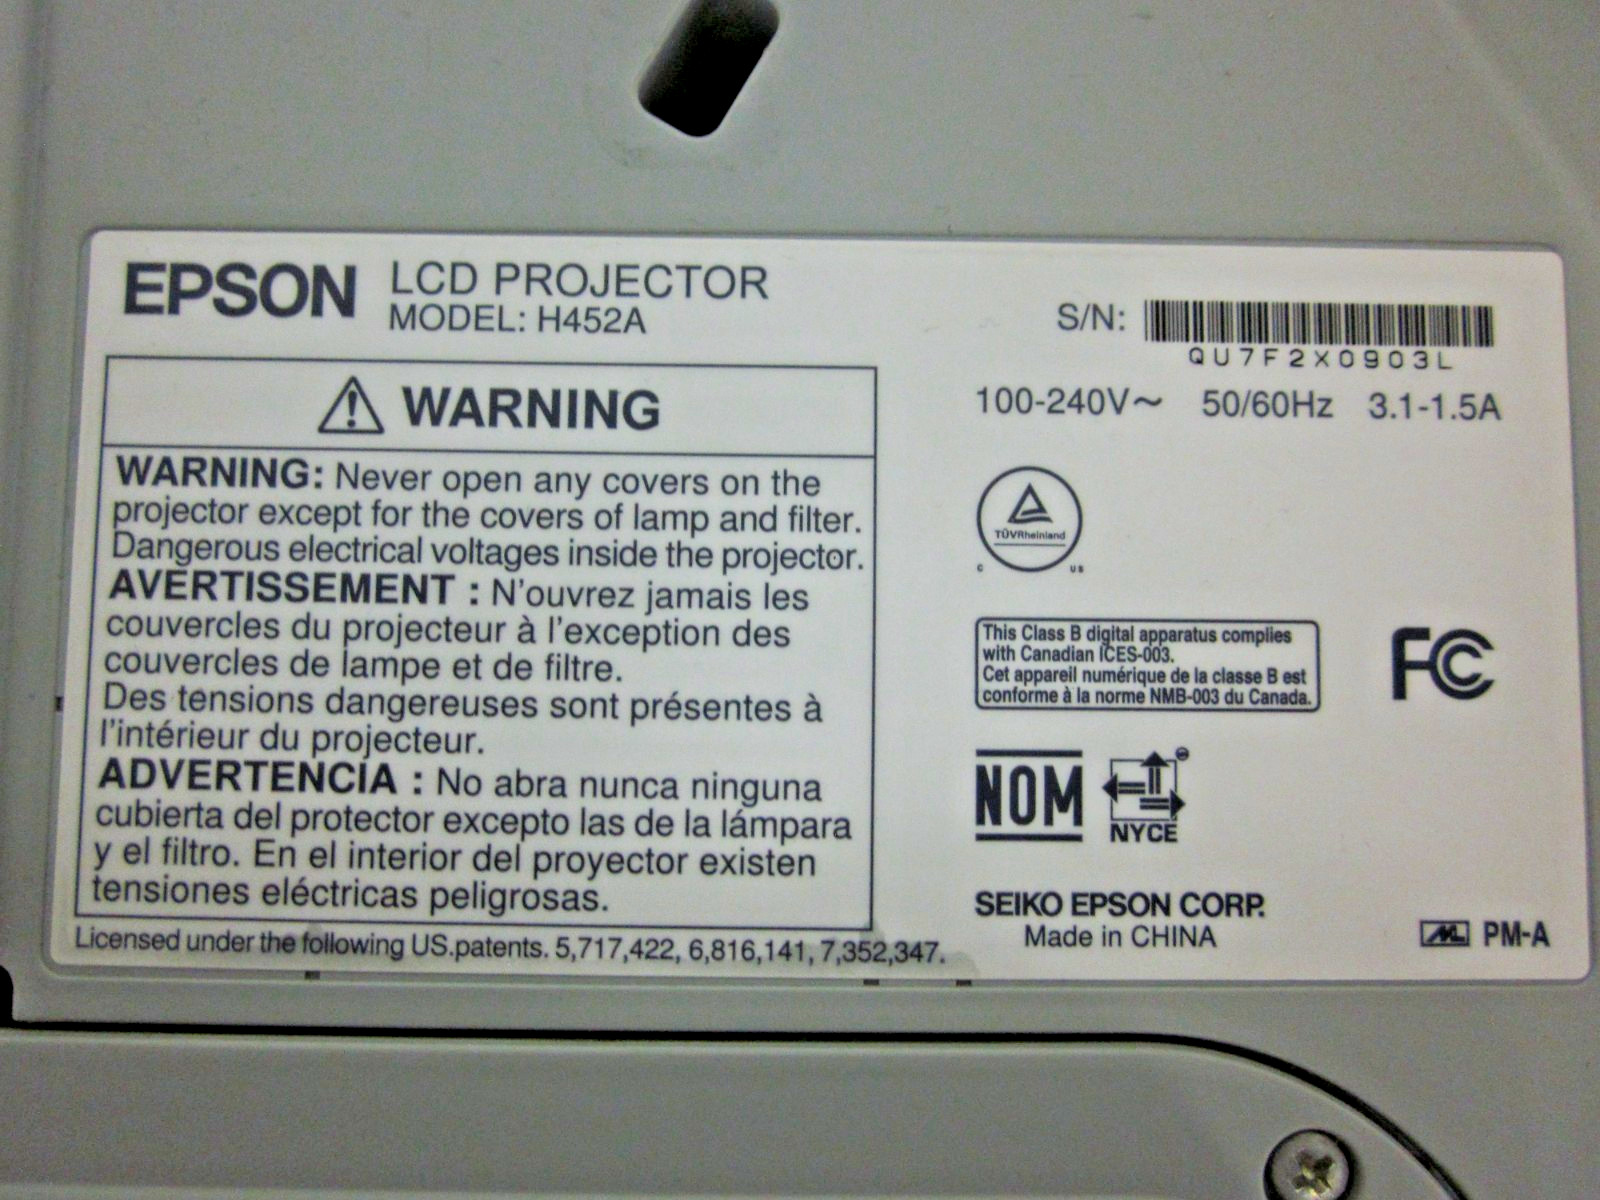 EPSON
LCD PROJECTOR
MODEL: H452A
WARNING
WARNING: Never open any covers on the
projector except for the covers of lamp and filter.
Dangerous electrical voltages inside the projector.
AVERTISSEMENT : N'ouvrez jamais les
couvercles du projecteur à l'exception des
couvercles de lampe et de filtre.
Des tensions dangereuses sont présentes à
l'intérieur du projecteur.
ADVERTENCIA : No abra nunca ninguna
cubierta del protector excepto las de la lámpara
y el filtro. En el interior del proyector existen
tensiones eléctricas peligrosas.
Licensed under the following US.patents. 5,717,422, 6,816,141, 7,352,347.
S/N:
QU7F2X0903L
100-240V~ 50/60Hz 3.1-1.5A
TÜVRheinland
C US
This Class B digital apparatus complies
with Canadian ICES-003.
Cet appareil numérique de la classe B est
conforme à la norme NMB-003 du Canada.
FC
NOM
NYCE
SEIKO EPSON CORP.
Made in CHINA
PM-A